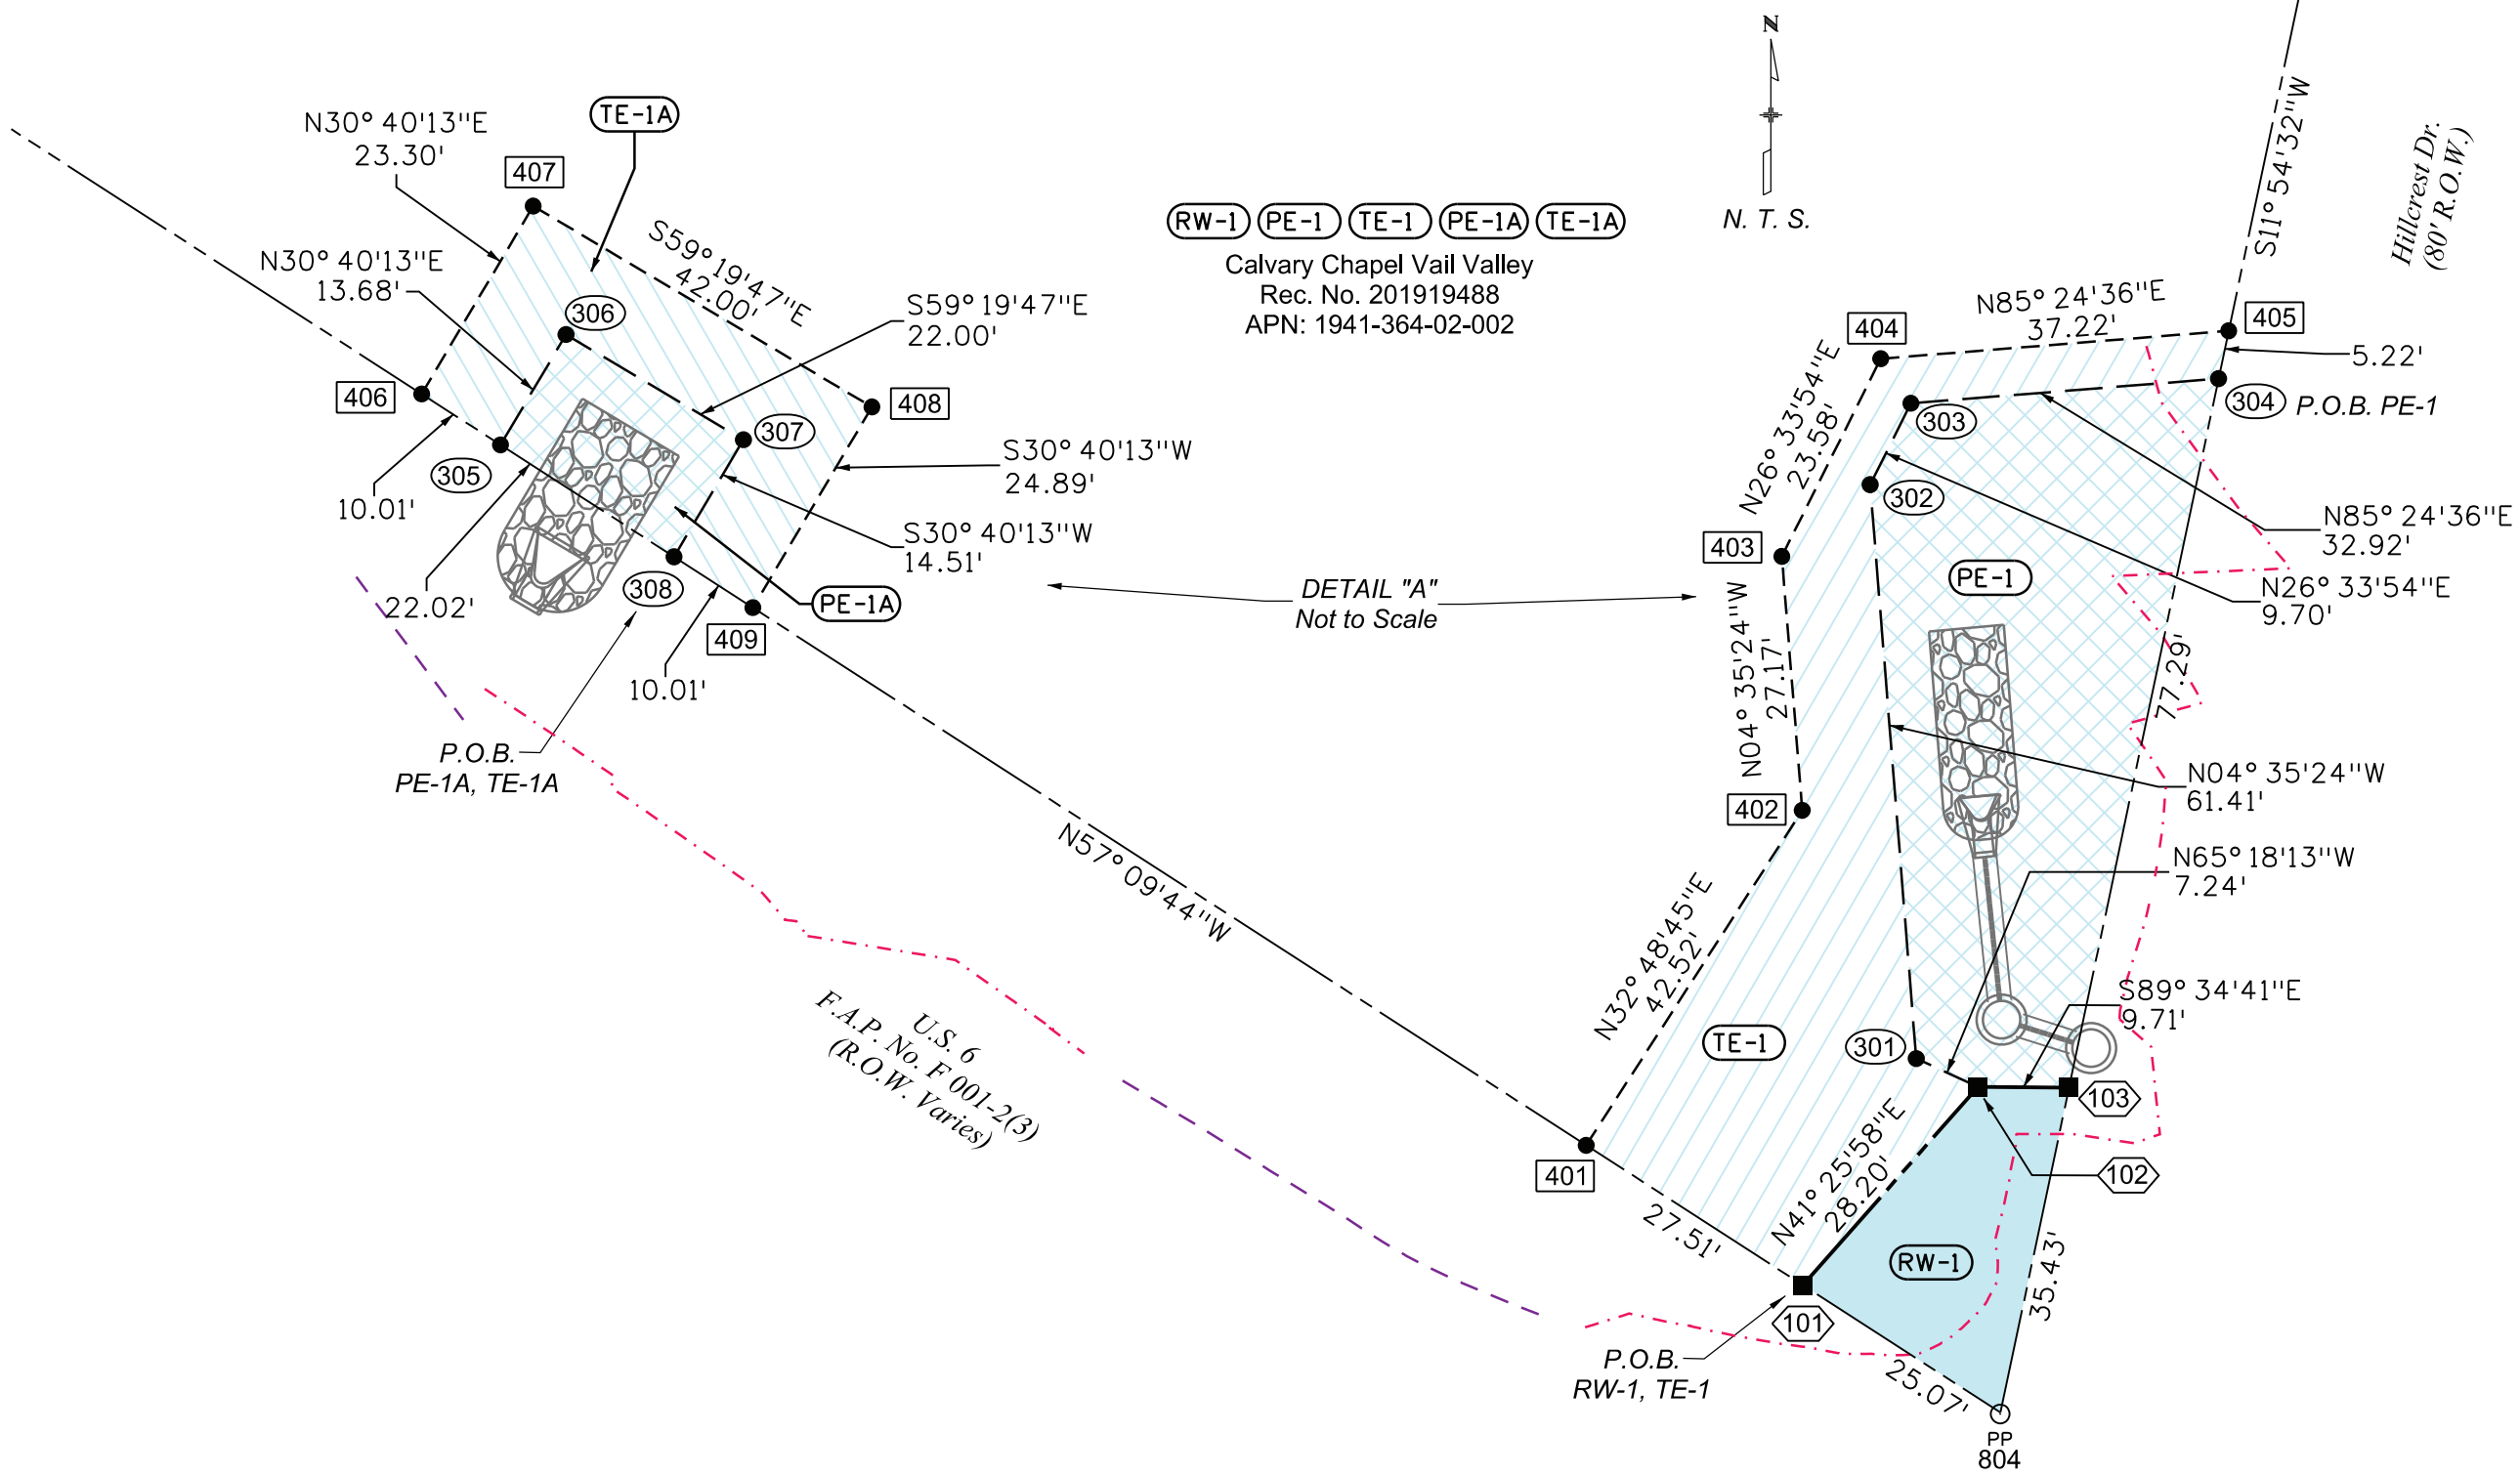 N30° 40'13"E
23.30'
TE-1A
407
N30° 40'13"E
13.68'
S59° 19'47"E
42.00'
306
S59° 19'47"E
22.00'
406
408
307
305
S30° 40'13"W
24.89'
10.01'
S30° 40'13"W
14.51'
22.02'
308
PE-1A
409
10.01'
P.O.B.
PE-1A, TE-1A
RW-1 PE-1 TE-1 PE-1A TE-1A
Calvary Chapel Vail Valley
Rec. No. 201919488
APN: 1941-364-02-002
N
N. T. S.
DETAIL "A"
Not to Scale
S11° 54'32"W
Hillcrest Dr.
(80' R.O.W.)
N85° 24'36"E
37.22'
404
405
5.22'
304
P.O.B. PE-1
303
N26° 33'54"E
23.58'
302
403
N85° 24'36"E
32.92'
PE-1
N26° 33'54"E
9.70'
N04° 35'24"W
27.17'
77.29'
402
N04° 35'24"W
61.41'
N65° 18'13"W
7.24'
N57° 09'44"W
N32° 48'45"E
42.52'
S89° 34'41"E
9.71'
U.S. 6
F.A.P. No. F 001-2(3)
(R.O.W. Varies)
TE-1
301
103
401
N41° 25'58"E
28.20'
102
27.51'
RW-1
35.43'
101
P.O.B.
RW-1, TE-1
25.07'
PP
804